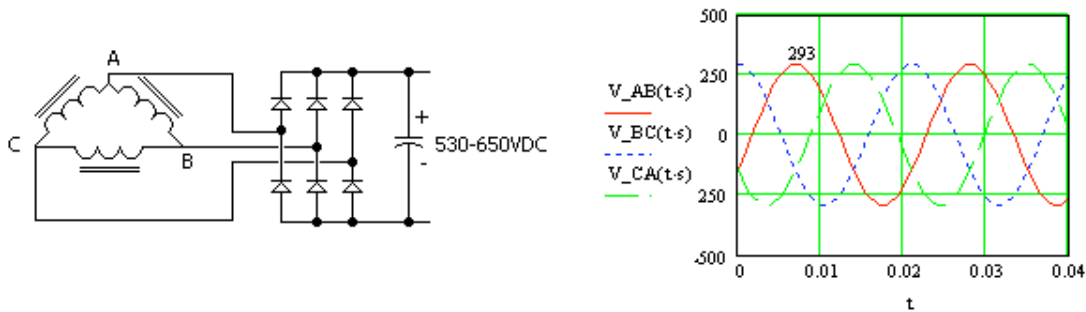 A
C
B
+
530-650VDC
-
500
293
250
V_AB(t·s)
V_BC(t·s)
0
V_CA(t·s)
250
-500
0 0.01 0.02 0.03 0.04
t